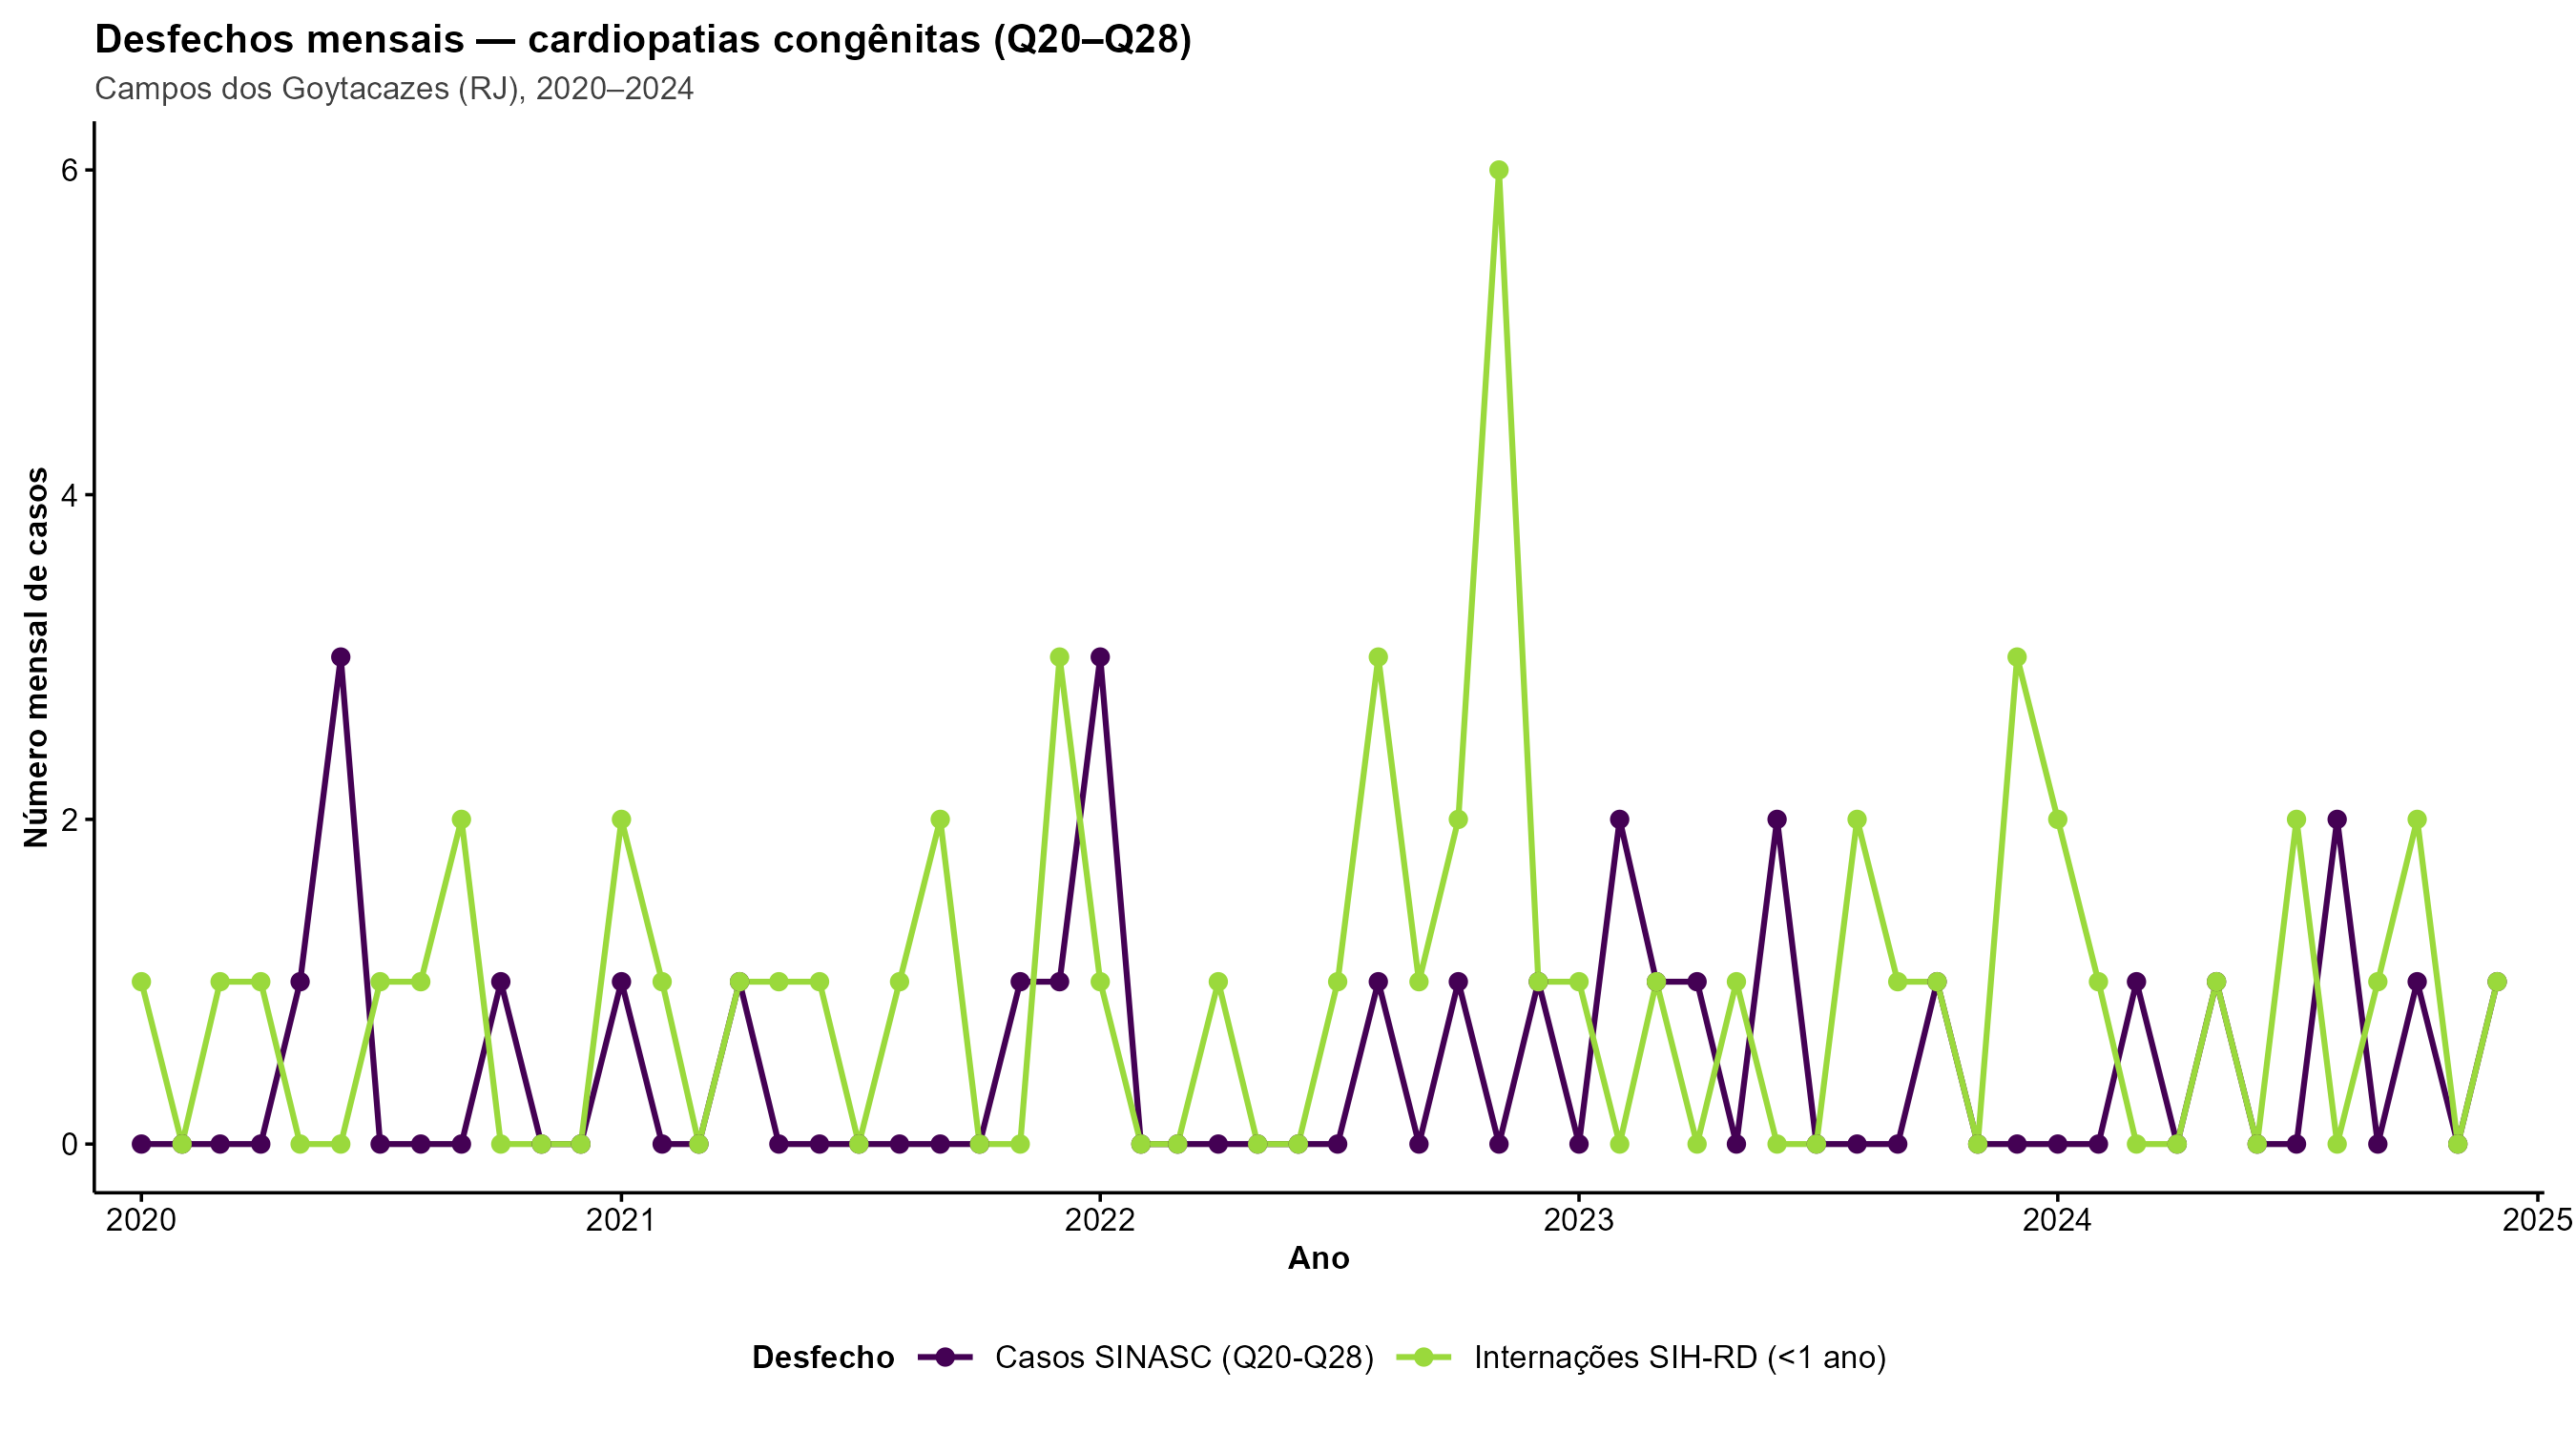 Desfechos mensais — cardiopatias congênitas (Q20–Q28)
Campos dos Goytacazes (RJ), 2020–2024
Número mensal de casos
6
4
2
0
2020 2021 2022 2023 2024 2025
Ano
Desfecho Casos SINASC (Q20-Q28) Internações SIH-RD (<1 ano)